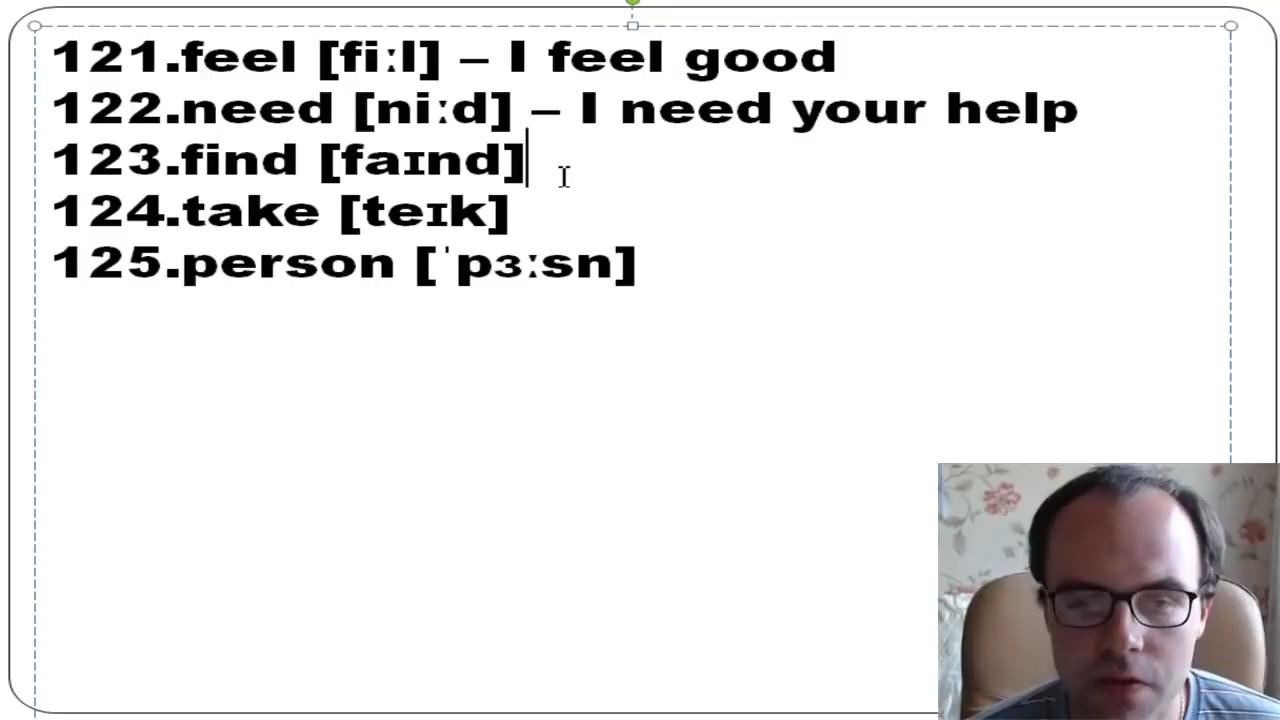 121.feel [fiːl] – I feel good
122.need [niːd] – I need your help
123.find [faɪnd]
124.take [teɪk]
125.person [ˈpɜːsn]